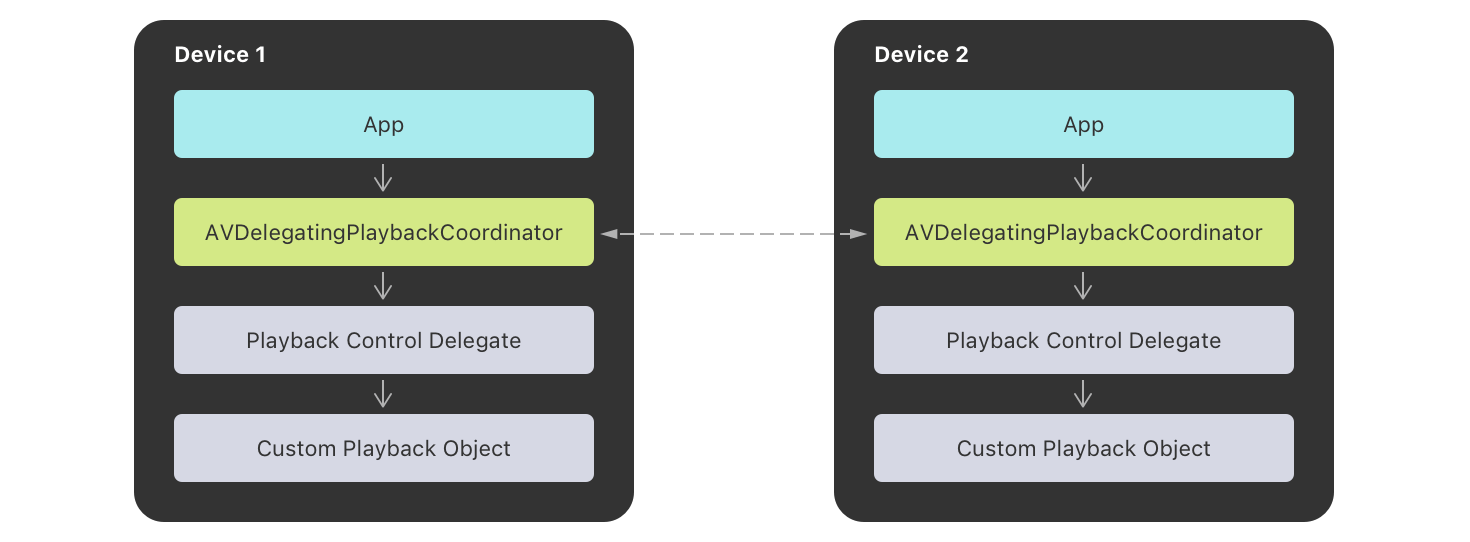 Device 1
App
AVDelegatingPlaybackCoordinator
Playback Control Delegate
Custom Playback Object
Device 2
App
AVDelegatingPlaybackCoordinator
Playback Control Delegate
Custom Playback Object